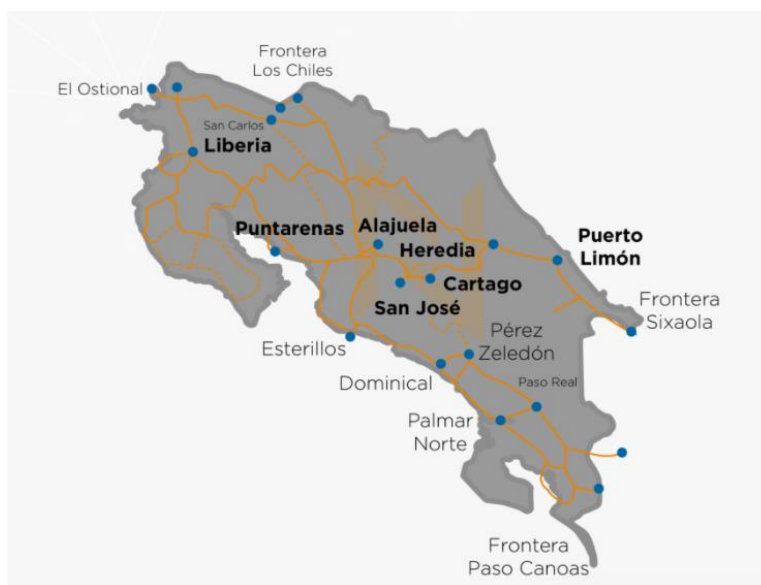 Frontera
Los Chiles
El Ostional
San Carlos
Liberia
Puntarenas
Alajuela
Heredia
Puerto
Limón
Cartago
San José
Frontera
Sixaola
Esterillos
Pérez
Zeledón
Dominical
Paso Real
Palmar
Norte
Frontera
Paso Canoas